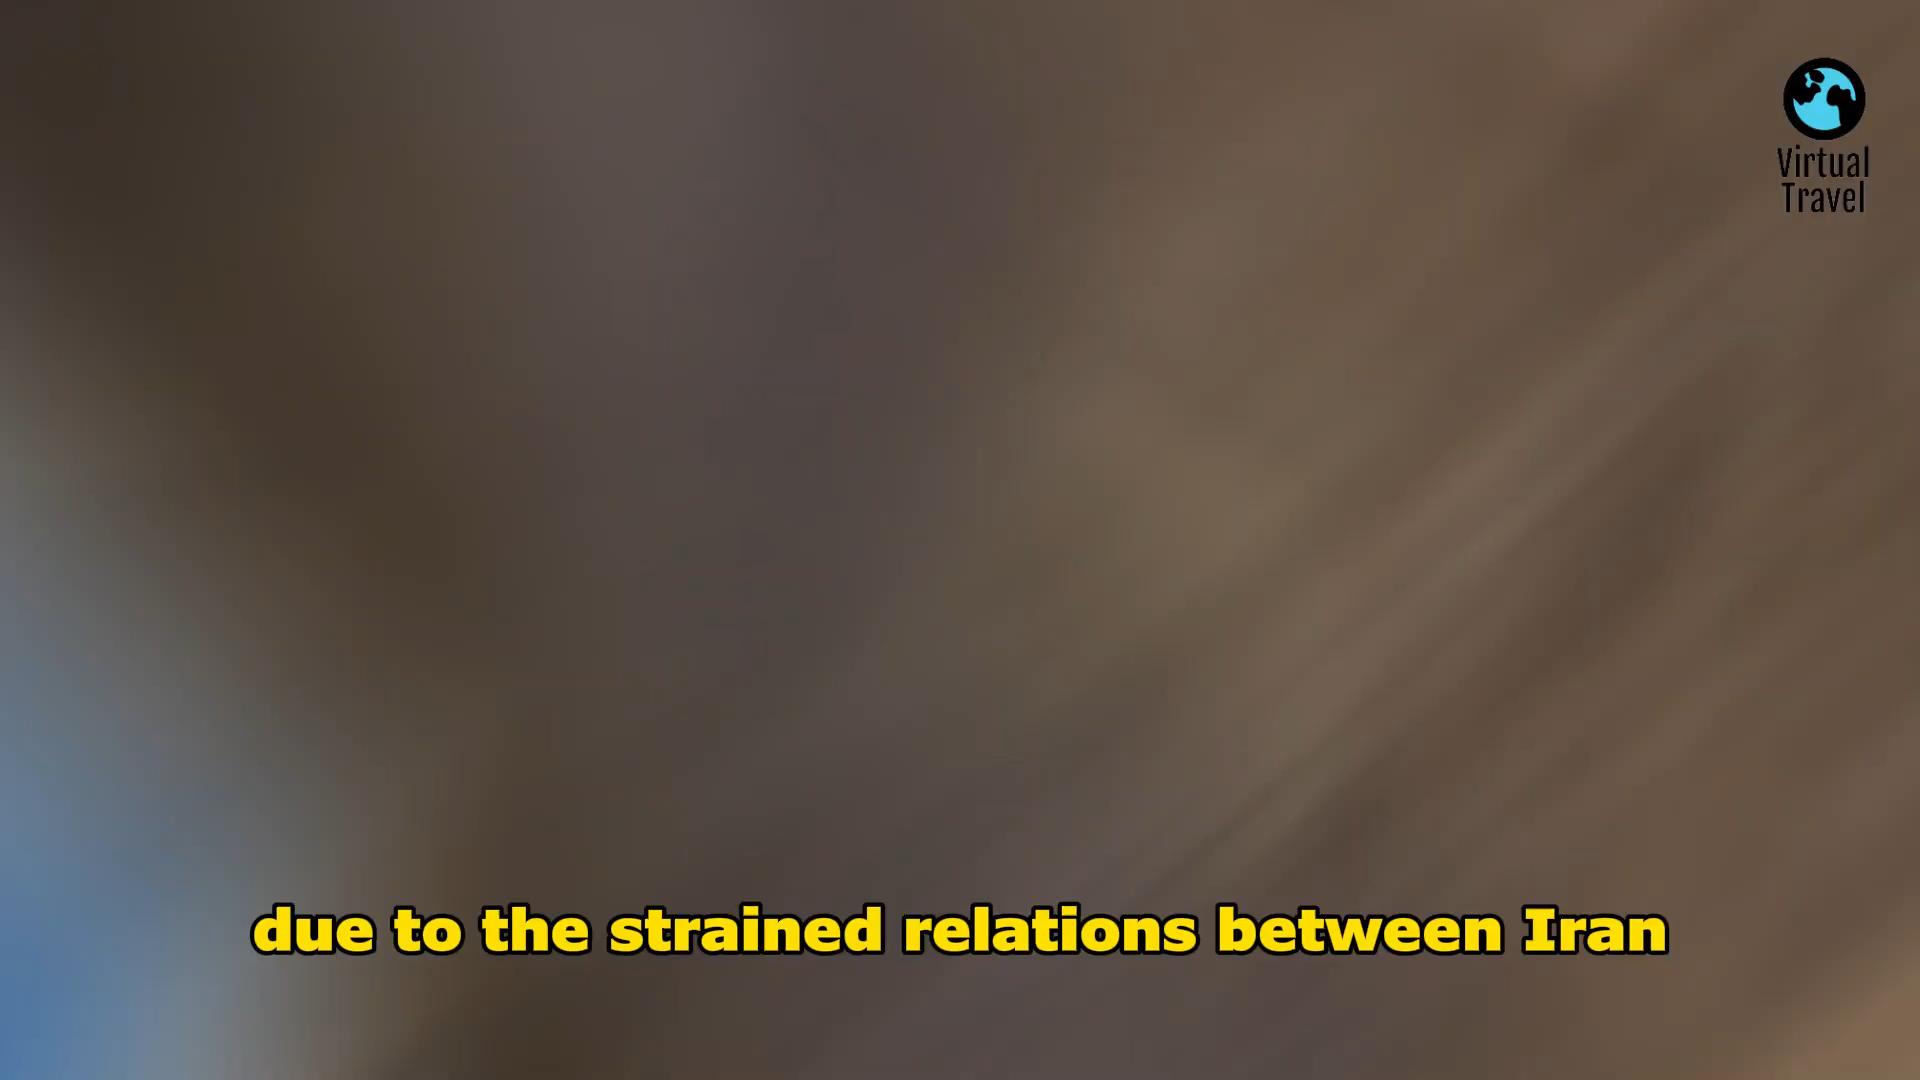 Virtual
Travel
due to the strained relations between Iran